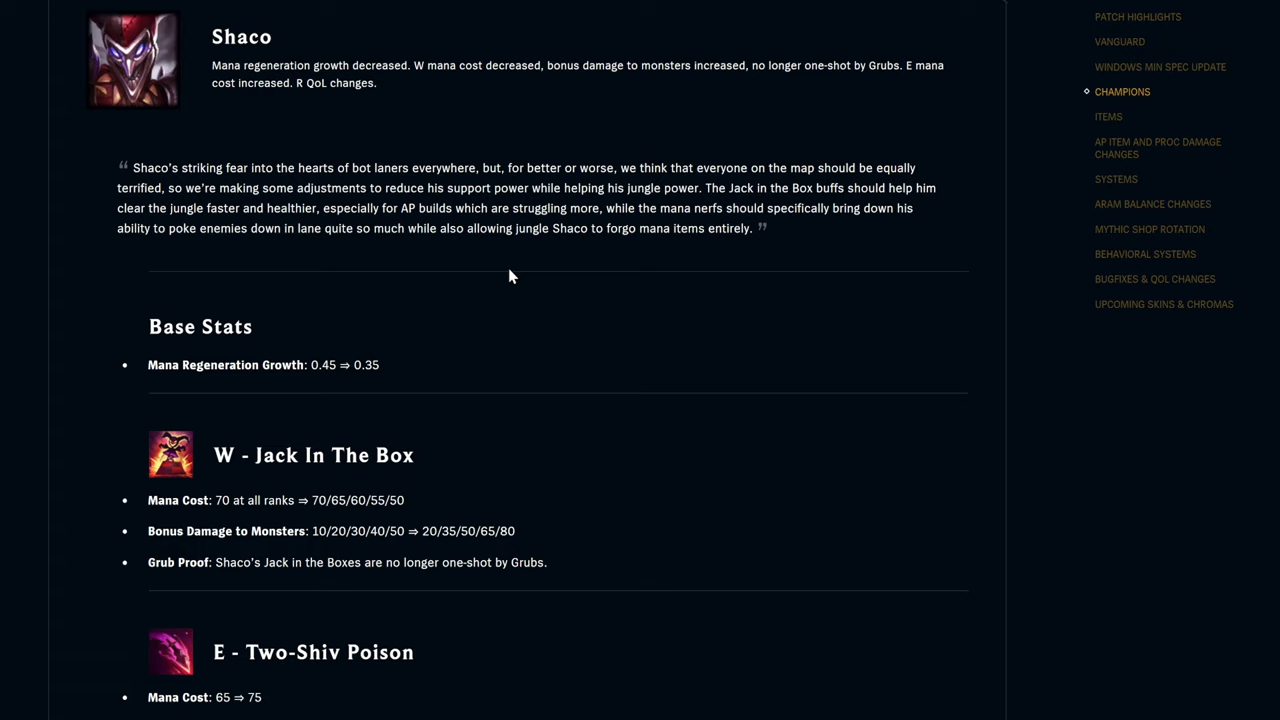 Shaco
Mana regeneration growth decreased. W mana cost decreased, bonus damage to monsters increased, no longer one-shot by Grubs. E mana
cost increased. R QoL changes.
“ Shaco's striking fear into the hearts of bot laners everywhere, but, for better or worse, we think that everyone on the map should be equally
terrified, so we're making some adjustments to reduce his support power while helping his jungle power. The Jack in the Box buffs should help him
clear the jungle faster and healthier, especially for AP builds which are struggling more, while the mana nerfs should specifically bring down his
ability to poke enemies down in lane quite so much while also allowing jungle Shaco to forgo mana items entirely. ”
Base Stats
• Mana Regeneration Growth: 0.45 ⇒ 0.35
W - Jack In The Box
• Mana Cost: 70 at all ranks ⇒ 70/65/60/55/50
• Bonus Damage to Monsters: 10/20/30/40/50 ⇒ 20/35/50/65/80
• Grub Proof: Shaco's Jack in the Boxes are no longer one-shot by Grubs.
E - Two-Shiv Poison
• Mana Cost: 65 ⇒ 75
PATCH HIGHLIGHTS
VANGUARD
WINDOWS MIN SPEC UPDATE
CHAMPIONS
ITEMS
AP ITEM AND PROC DAMAGE
CHANGES
SYSTEMS
ARAM BALANCE CHANGES
MYTHIC SHOP ROTATION
BEHAVIORAL SYSTEMS
BUGFIXES & QOL CHANGES
UPCOMING SKINS & CHROMAS